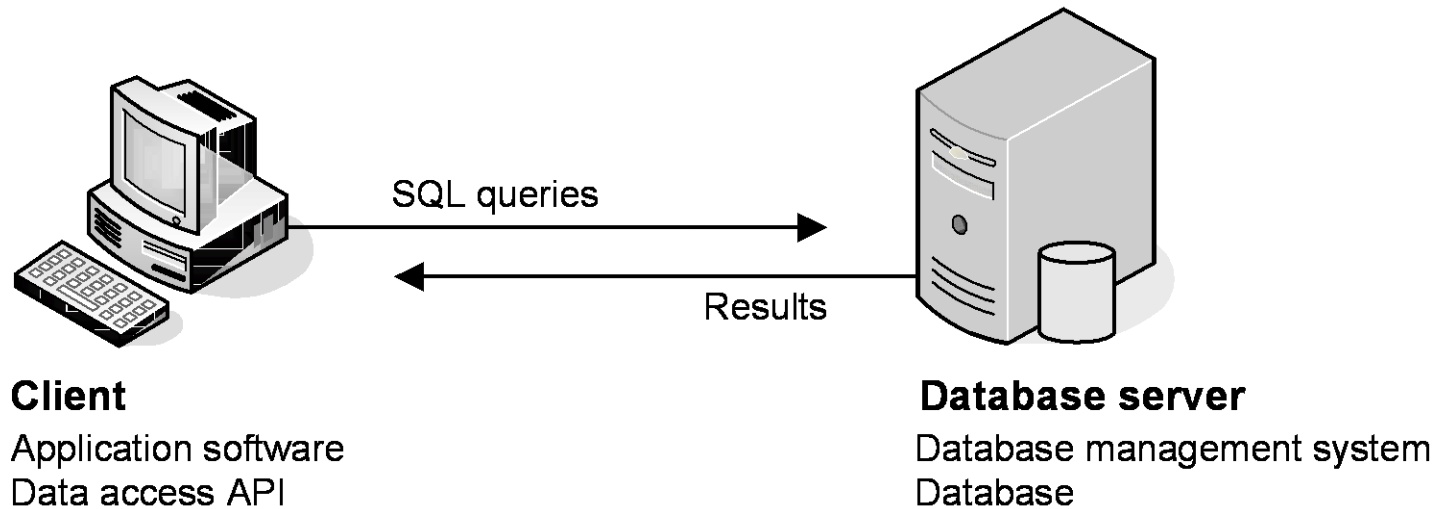 SQL queries
Results
Client
Application software
Data access API
Database server
Database management system
Database